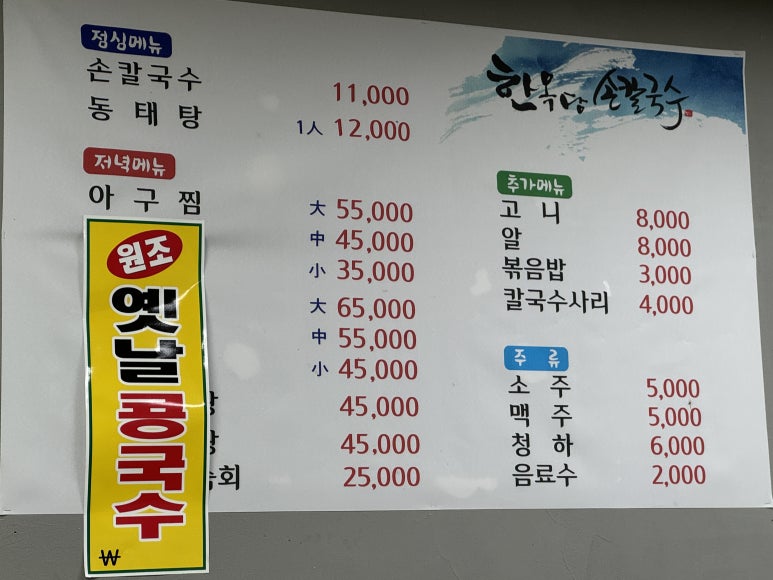 점심메뉴
손칼국수 11,000
동태탕 1人 12,000
저녁메뉴
아구찜 大 55,000
中 45,000
小 35,000
大 65,000
中 55,000
小 45,000
45,000
45,000
회 25,000
원조
옛날콩국수
₩
한옥당 손칼국수
추가메뉴
고니 8,000
알 8,000
볶음밥 3,000
칼국수사리 4,000
주류
소주 5,000
맥주 5,000
청하 6,000
음료수 2,000